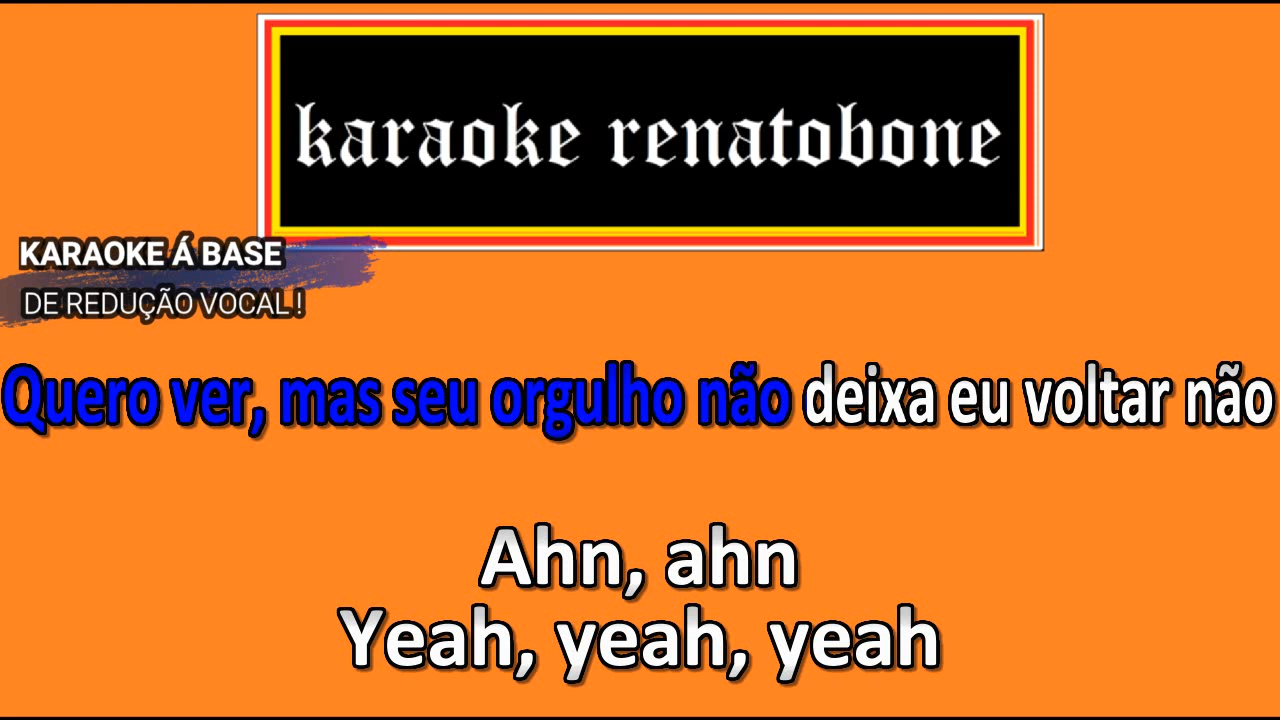 karaoke renatobone
KARAOKE Á BASE
DE REDUÇÃO VOCAL !
Quero ver, mas seu orgulho não deixa eu voltar não
Ahn, ahn
Yeah, yeah, yeah